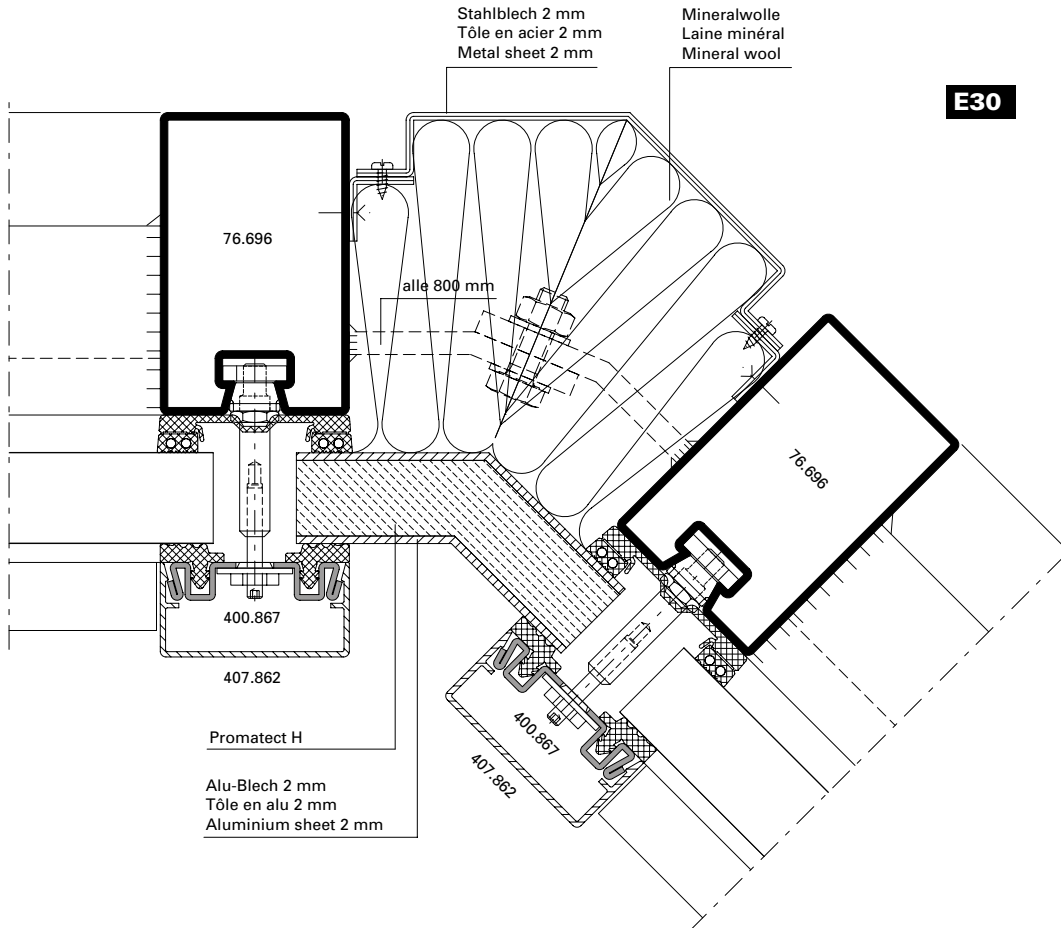 Stahlblech 2 mm
Tôle en acier 2 mm
Metal sheet 2 mm
Mineralwolle
Laine minéral
Mineral wool
E30
76.696
alle 800 mm
76.696
400.867
407.862
400.867
407.862
Promatect H
Alu-Blech 2 mm
Tôle en alu 2 mm
Aluminium sheet 2 mm